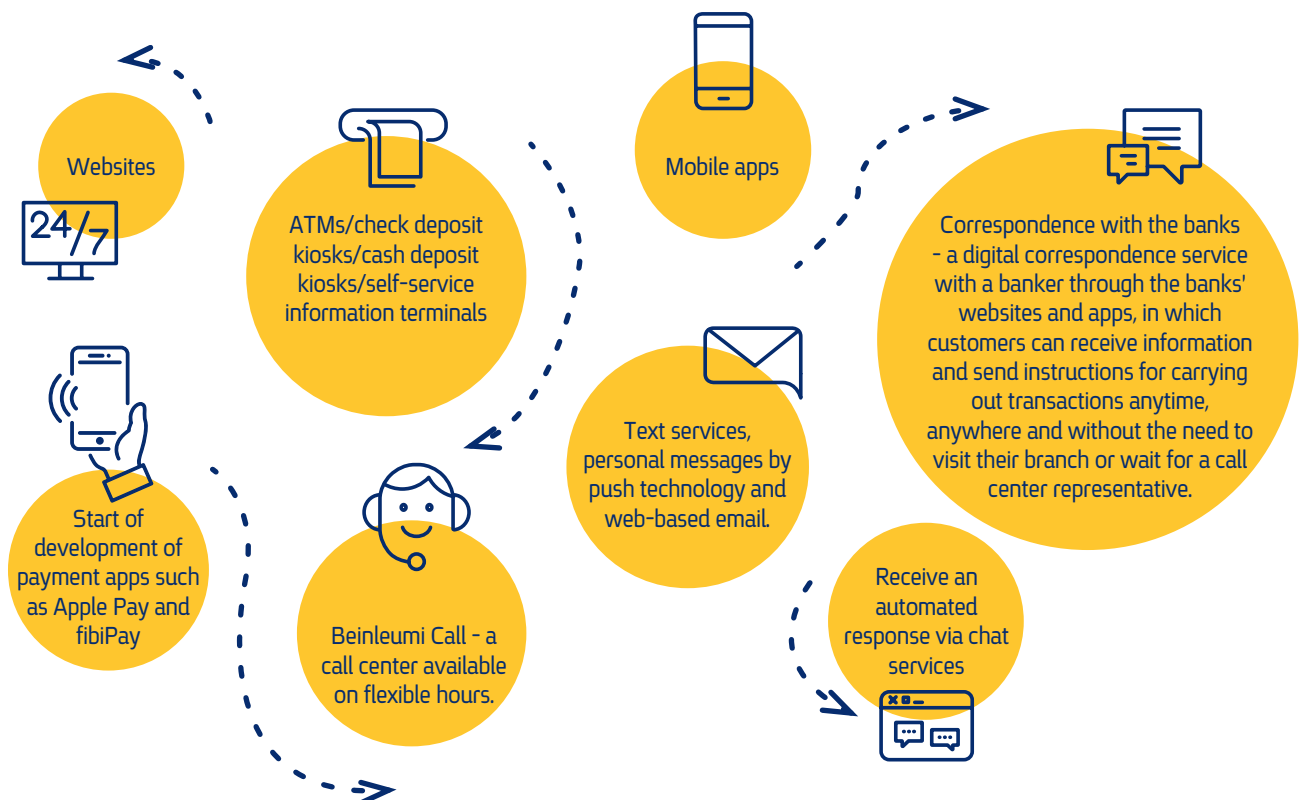 Websites
24/7
ATMs/check deposit
kiosks/cash deposit
kiosks/self-service
information terminals
Mobile apps
Correspondence with the banks
- a digital correspondence service
with a banker through the banks'
websites and apps, in which
customers can receive information
and send instructions for carrying
out transactions anytime,
anywhere and without the need to
visit their branch or wait for a call
center representative.
Start of
development of
payment apps such
as Apple Pay and
fibiPay
Beinleumi Call - a
call center available
on flexible hours.
Text services,
personal messages by
push technology and
web-based email.
Receive an
automated
response via chat
services